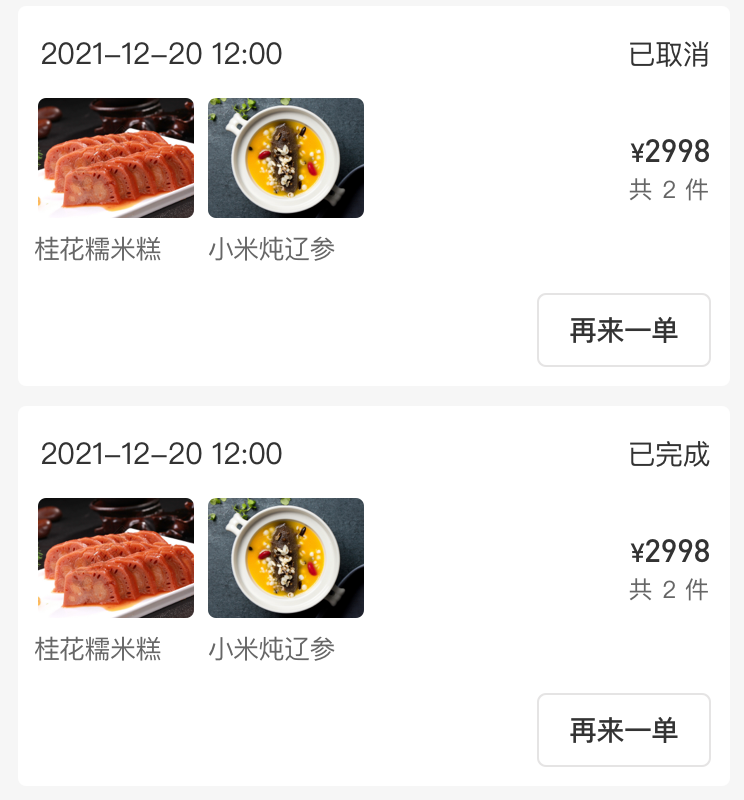 2021-12-20 12:00 已取消
¥2998
共 2 件
桂花糯米糕 小米炖辽参
再来一单
2021-12-20 12:00 已完成
¥2998
共 2 件
桂花糯米糕 小米炖辽参
再来一单